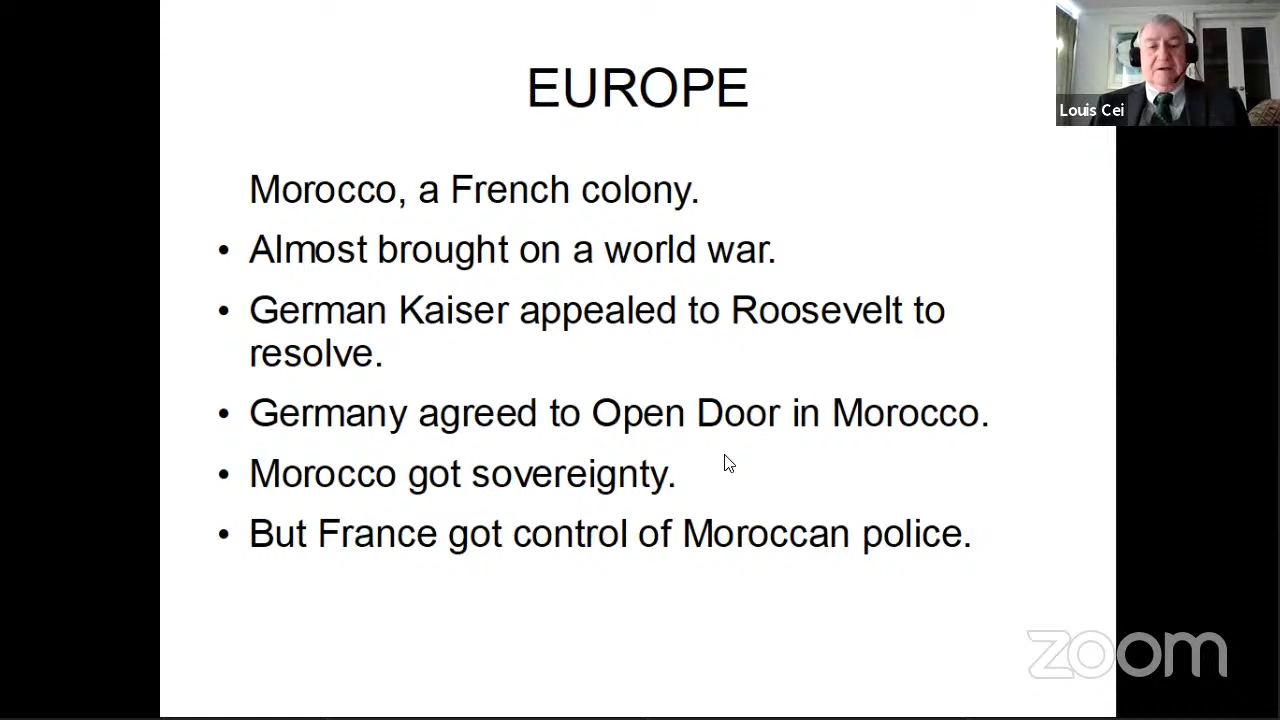 EUROPE
Louis Cei
Morocco, a French colony.
• Almost brought on a world war.
• German Kaiser appealed to Roosevelt to
resolve.
• Germany agreed to Open Door in Morocco.
• Morocco got sovereignty.
• But France got control of Moroccan police.
zoom